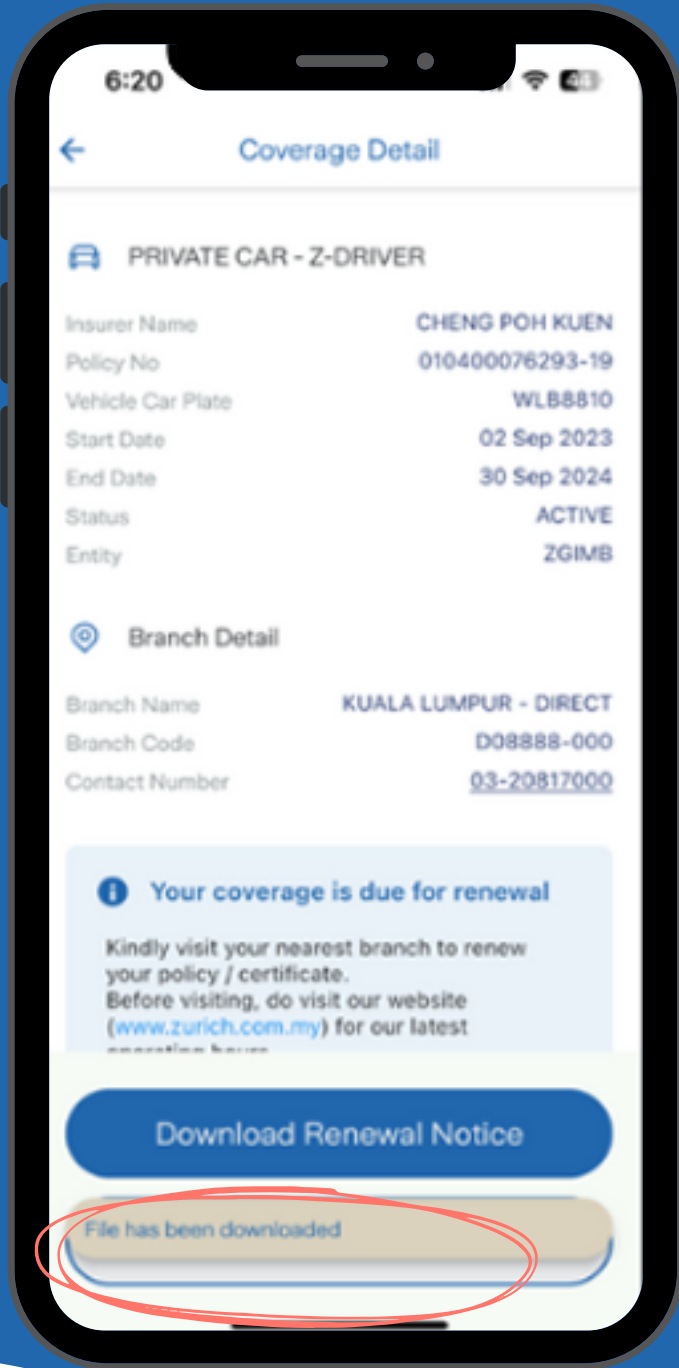 6:20
Coverage Detail
PRIVATE CAR - Z-DRIVER
Insurer Name CHENG POH KUEN
Policy No 010400076293-19
Vehicle Car Plate WLB8810
Start Date 02 Sep 2023
End Date 30 Sep 2024
Status ACTIVE
Entity ZGIMB
Branch Detail
Branch Name KUALA LUMPUR - DIRECT
Branch Code D08888-000
Contact Number 03-20817000
Your coverage is due for renewal
Kindly visit your nearest branch to renew
your policy / certificate.
Before visiting, do visit our website
(www.zurich.com.my) for our latest
operating hours
Download Renewal Notice
File has been downloaded